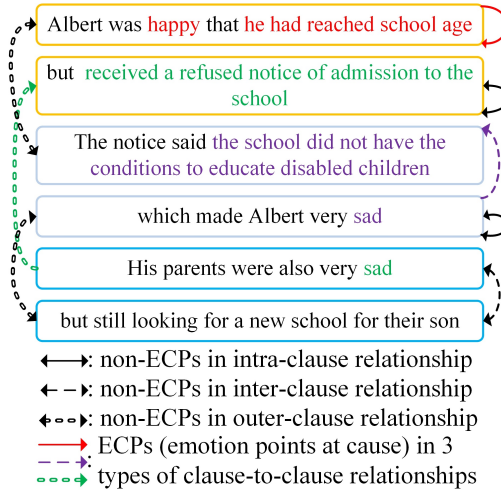 Albert was happy that he had reached school age
but received a refused notice of admission to the
school
The notice said the school did not have the
conditions to educate disabled children
which made Albert very sad
His parents were also very sad
but still looking for a new school for their son
: non-ECPs in intra-clause relationship
: non-ECPs in inter-clause relationship
: non-ECPs in outer-clause relationship
ECPs (emotion points at cause) in 3
:
types of clause-to-clause relationships